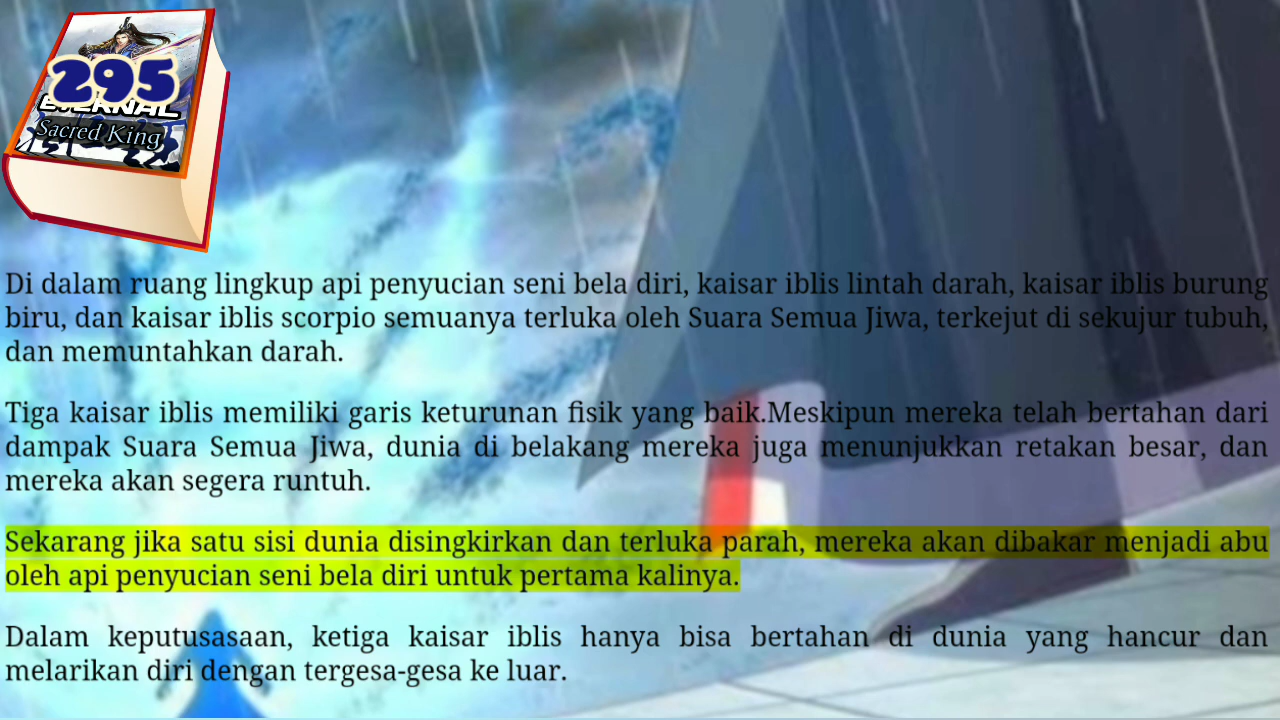 295
ETERNAL
Sacred King
Di dalam ruang lingkup api penyucian seni bela diri, kaisar iblis lintah darah, kaisar iblis burung
biru, dan kaisar iblis scorpio semuanya terluka oleh Suara Semua Jiwa, terkejut di sekujur tubuh,
dan memuntahkan darah.
Tiga kaisar iblis memiliki garis keturunan fisik yang baik.Meskipun mereka telah bertahan dari
dampak Suara Semua Jiwa, dunia di belakang mereka juga menunjukkan retakan besar, dan
mereka akan segera runtuh.
Sekarang jika satu sisi dunia disingkirkan dan terluka parah, mereka akan dibakar menjadi abu
oleh api penyucian seni bela diri untuk pertama kalinya.
Dalam keputusasaan, ketiga kaisar iblis hanya bisa bertahan di dunia yang hancur dan
melarikan diri dengan tergesa-gesa ke luar.